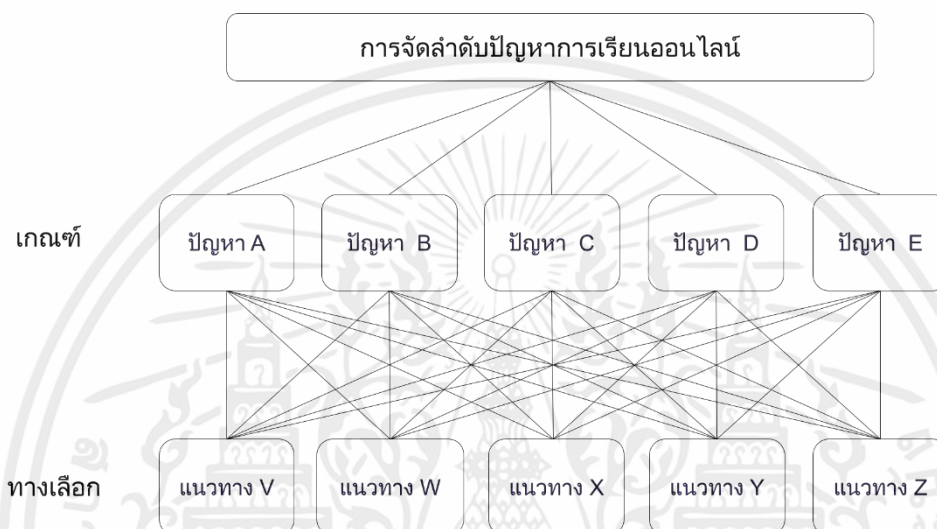 การจัดลำดับปัญหาการเรียนออนไลน์
เกณฑ์
ปัญหา A
ปัญหา B
ปัญหา C
ปัญหา D
ปัญหา E
ทางเลือก
แนวทาง V
แนวทาง W
แนวทาง X
แนวทาง Y
แนวทาง Z